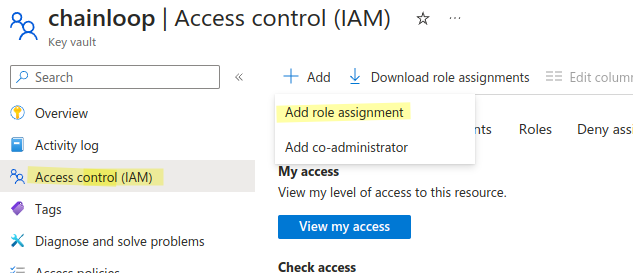 chainloop | Access control (IAM)
Key vault
Search
Add
Download role assignments
Edit colum
Overview
Add role assignment
Activity log
nts
Roles
Deny assi
Add co-administrator
Access control (IAM)
My access
Tags
View my level of access to this resource.
View my access
Diagnose and solve problems
Check access
Access policies